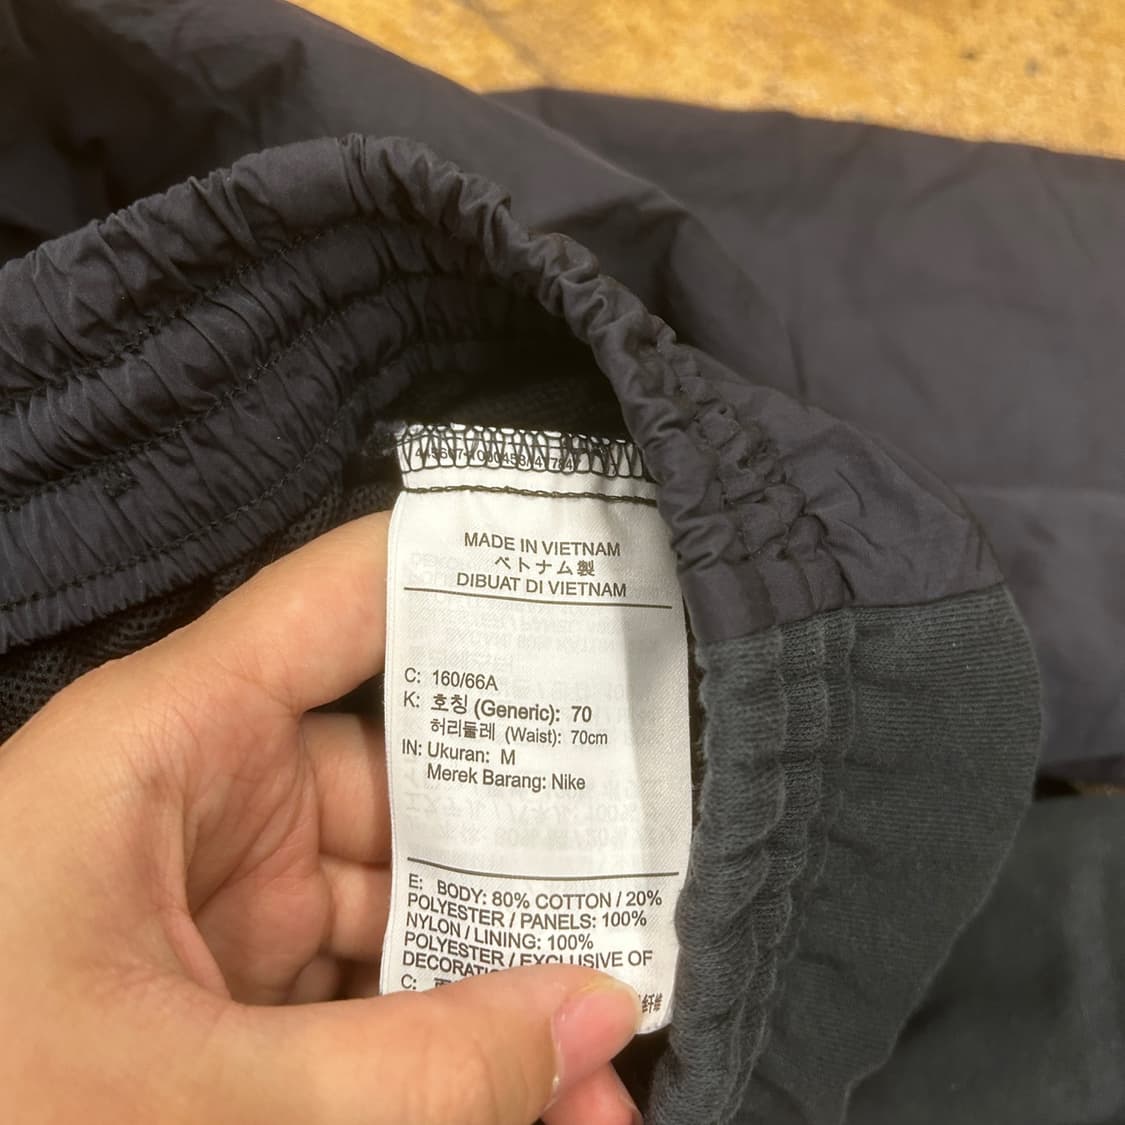 MADE IN VIETNAM
ベトナム製
DIBUAT DI VIETNAM
C: 160/66A
K: 호칭 (Generic): 70
허리둘레 (Waist): 70cm
IN: Ukuran: M
Merek Barang: Nike
E: BODY: 80% COTTON / 20%
POLYESTER / PANELS: 100%
NYLON / LINING: 100%
POLYESTER / EXCLUSIVE OF
C: